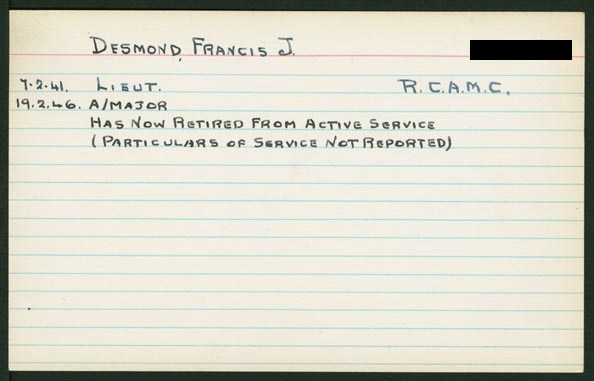 DESMOND, FRANCIS J.
7.2.41. LIEUT. R.C.A.M.C.
19.2.46. A/MAJOR
HAS NOW RETIRED FROM ACTIVE SERVICE
(PARTICULARS OF SERVICE NOT REPORTED)